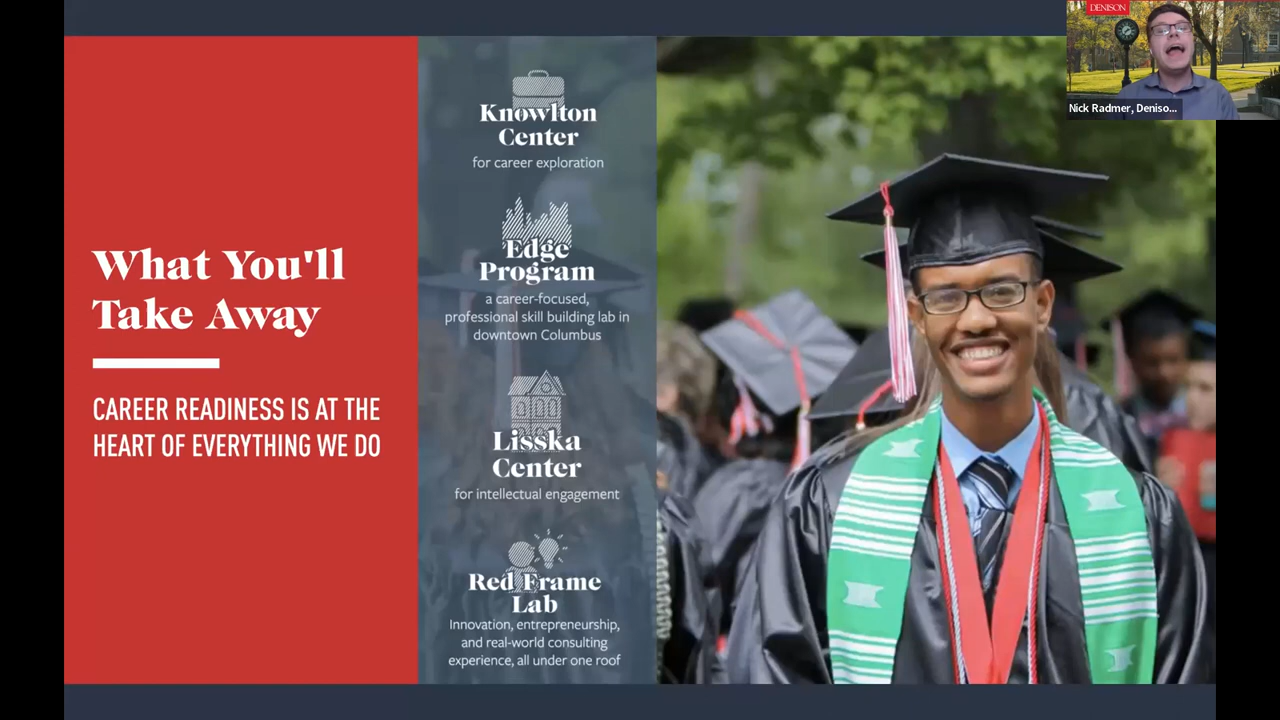 What You'll
Take Away
CAREER READINESS IS AT THE
HEART OF EVERYTHING WE DO
Knowlton
Center
for career exploration
Edge
Program
a career-focused,
professional skill building lab in
downtown Columbus
Lisska
Center
for intellectual engagement
Red Frame
Lab
Innovation, entrepreneurship,
and real-world consulting
experience, all under one roof
DENISON
Nick Radmer, Deniso...